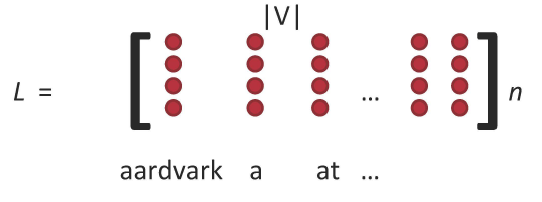 |V|
L = [ ... ] n
aardvark a at ...